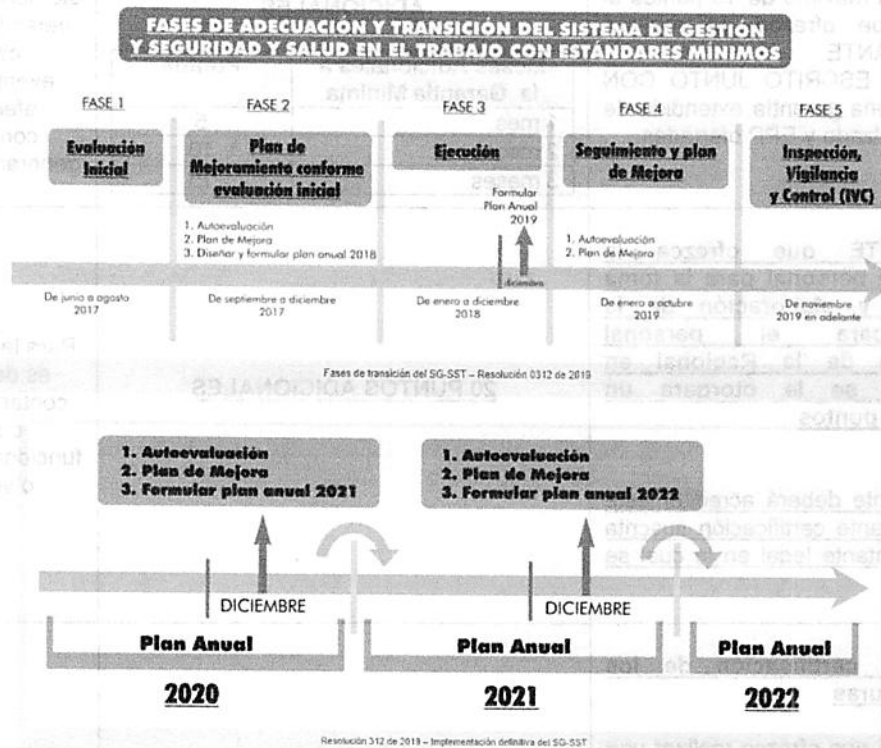 FASES DE ADECUACIÓN Y TRANSICIÓN DEL SISTEMA DE GESTIÓN
Y SEGURIDAD Y SALUD EN EL TRABAJO CON ESTÁNDARES MÍNIMOS
FASE 1
FASE 2
FASE 3
FASE 4
FASE 5
Evaluación
Inicial
Plan de
Mejoramiento conforme
evaluación inicial
Ejecución
Seguimiento y plan
de Mejora
Inspección,
Vigilancia
y Control (IVC)
Formular
Plan Anual
2019
1. Autoevaluación
2. Plan de Mejora
3. Diseñar y formular plan anual 2018
1. Autoevaluación
2. Plan de Mejora
diciembre
De junio a agosto
2017
De septiembre a diciembre
2017
De enero a diciembre
2018
De enero a octubre
2019
De noviembre
2019 en adelante
Fases de transición del SG-SST – Resolución 0312 de 2019
1. Autoevaluación
2. Plan de Mejora
3. Formular plan anual 2021
1. Autoevaluación
2. Plan de Mejora
3. Formular plan anual 2022
DICIEMBRE
DICIEMBRE
Plan Anual
Plan Anual
Plan Anual
2020
2021
2022
Resolución 312 de 2019 – Implementación definitiva del SG-SST